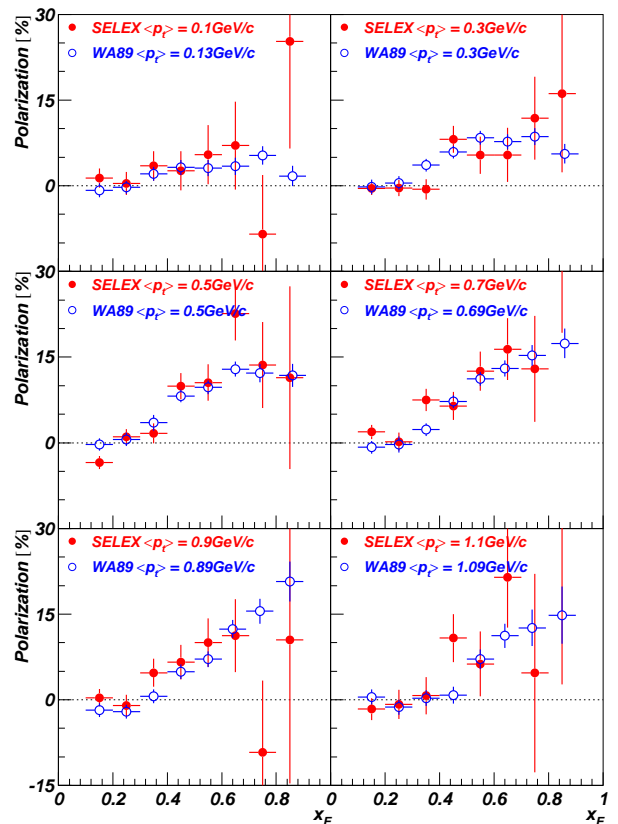 Polarization [%]
30
15
0
SELEX <pt> = 0.1GeV/c
WA89 <pt> = 0.13GeV/c
SELEX <pt> = 0.3GeV/c
WA89 <pt> = 0.3GeV/c
Polarization [%]
30
15
0
SELEX <pt> = 0.5GeV/c
WA89 <pt> = 0.5GeV/c
SELEX <pt> = 0.7GeV/c
WA89 <pt> = 0.69GeV/c
Polarization [%]
30
15
0
-15
SELEX <pt> = 0.9GeV/c
WA89 <pt> = 0.89GeV/c
SELEX <pt> = 1.1GeV/c
WA89 <pt> = 1.09GeV/c
0 0.2 0.4 0.6 0.8 0 0.2 0.4 0.6 0.8 1
xF xF